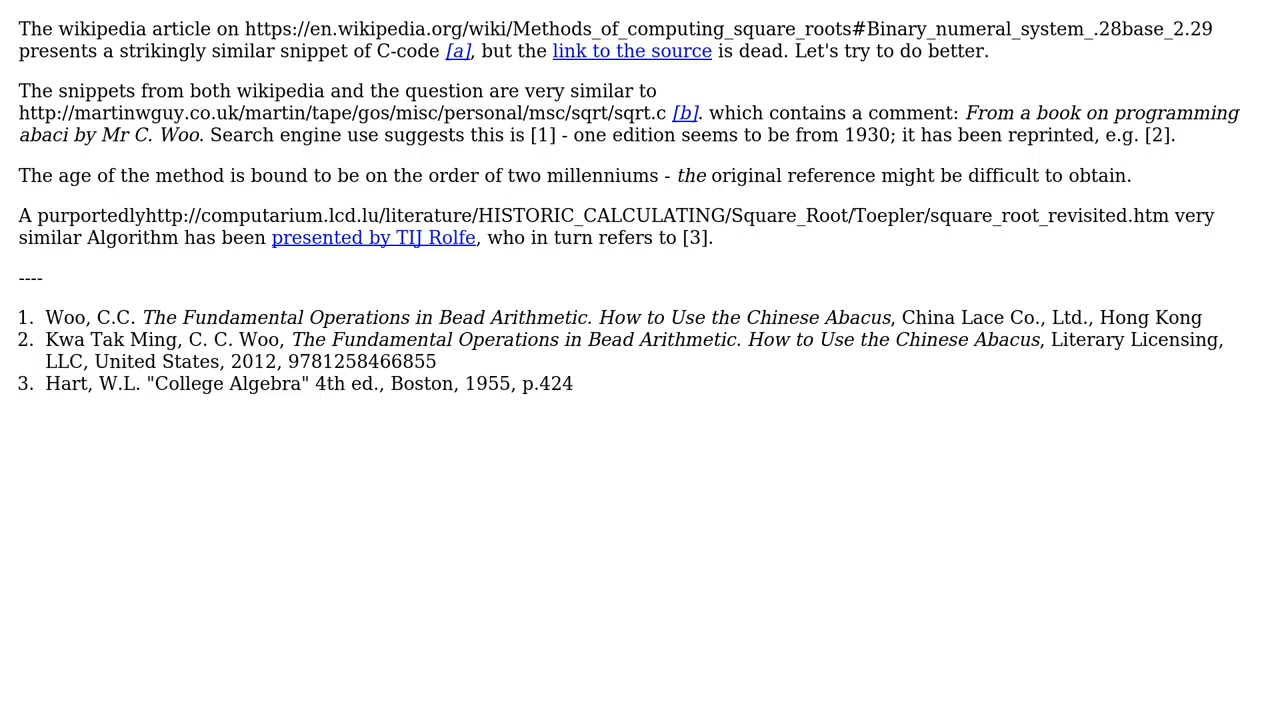 The wikipedia article on https://en.wikipedia.org/wiki/Methods_of_computing_square_roots#Binary_numeral_system_.28base_2.29
presents a strikingly similar snippet of C-code [a], but the link to the source is dead. Let's try to do better.
The snippets from both wikipedia and the question are very similar to
http://martinwguy.co.uk/martin/tape/gos/misc/personal/msc/sqrt/sqrt.c [b]. which contains a comment: From a book on programming
abaci by Mr C. Woo. Search engine use suggests this is [1] - one edition seems to be from 1930; it has been reprinted, e.g. [2].
The age of the method is bound to be on the order of two millenniums - the original reference might be difficult to obtain.
A purportedlyhttp://computarium.lcd.lu/literature/HISTORIC_CALCULATING/Square_Root/Toepler/square_root_revisited.htm very
similar Algorithm has been presented by TIJ Rolfe, who in turn refers to [3].
----
1. Woo, C.C. The Fundamental Operations in Bead Arithmetic. How to Use the Chinese Abacus, China Lace Co., Ltd., Hong Kong
2. Kwa Tak Ming, C. C. Woo, The Fundamental Operations in Bead Arithmetic. How to Use the Chinese Abacus, Literary Licensing,
LLC, United States, 2012, 9781258466855
3. Hart, W.L. "College Algebra" 4th ed., Boston, 1955, p.424